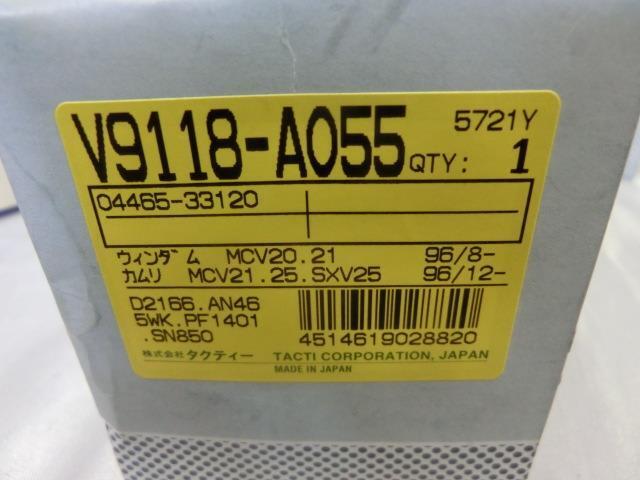 V9118-A055 5721Y
QTY: 1
04465-33120
ウィンダム MCV20.21 96/8-
カムリ MCV21.25.SXV25 96/12-
D2166.AN46
5WK.PF1401
.SN850
4514619028820
株式会社タクティー TACTI CORPORATION, JAPAN
MADE IN JAPAN